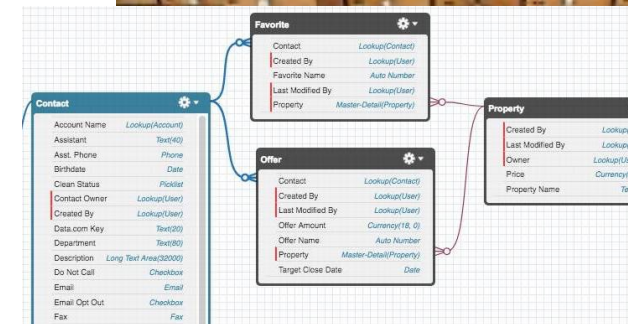 Favorite
Contact Lookup(Contact)
Created By Lookup(User)
Favorite Name Auto Number
Last Modified By Lookup(User)
Property Master-Detail(Property)
Contact
Account Name Lookup(Account)
Assistant Text(40)
Asst. Phone Phone
Birthdate Date
Clean Status Picklist
Contact Owner Lookup(User)
Created By Lookup(User)
Data.com Key Text(20)
Department Text(80)
Description Long Text Area(32000)
Do Not Call Checkbox
Email Email
Email Opt Out Checkbox
Fax Fax
Offer
Contact Lookup(Contact)
Created By Lookup(User)
Last Modified By Lookup(User)
Offer Amount Currency(18, 0)
Offer Name Auto Number
Property Master-Detail(Property)
Target Close Date Date
Property
Created By
Last Modified By
Owner
Price
Property Name